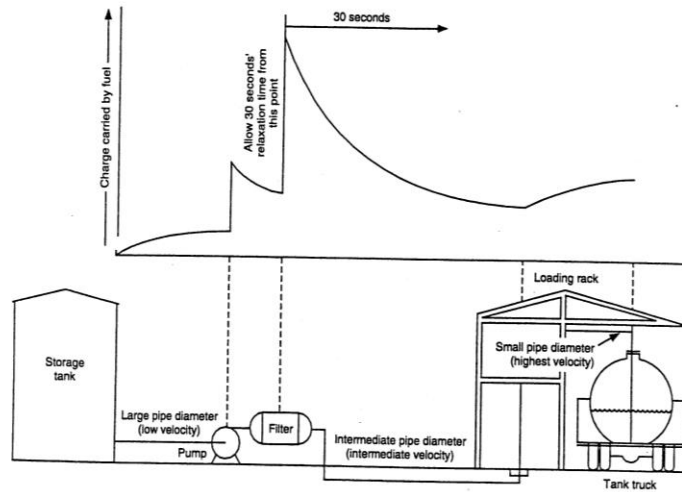 30 seconds
Charge carried by fuel
Allow 30 seconds'
relaxation time from
this point
Loading rack
Storage
tank
Small pipe diameter
(highest velocity)
Large pipe diameter
(low velocity)
Filter
Pump
Intermediate pipe diameter
(intermediate velocity)
Tank truck